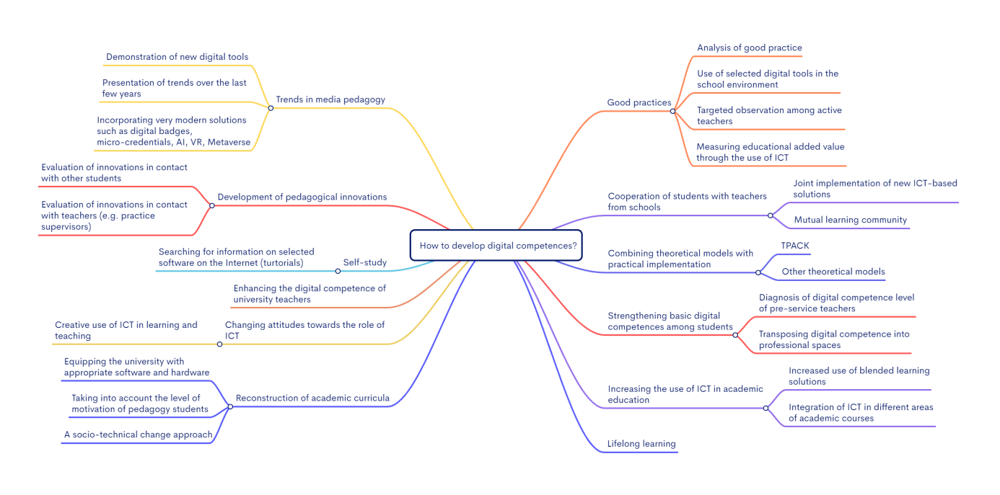 How to develop digital competences?
Trends in media pedagogy
Demonstration of new digital tools
Presentation of trends over the last
few years
Incorporating very modern solutions
such as digital badges,
micro-credentials, AI, VR, Metaverse
Development of pedagogical innovations
Evaluation of innovations in contact
with other students
Evaluation of innovations in contact
with teachers (e.g. practice
supervisors)
Self-study
Searching for information on selected
software on the Internet (turtorials)
Enhancing the digital competence of
university teachers
Changing attitudes towards the role of
ICT
Creative use of ICT in learning and
teaching
Reconstruction of academic curricula
Equipping the university with
appropriate software and hardware
Taking into account the level of
motivation of pedagogy students
A socio-technical change approach
Good practices
Analysis of good practice
Use of selected digital tools in the
school environment
Targeted observation among active
teachers
Measuring educational added value
through the use of ICT
Cooperation of students with teachers
from schools
Joint implementation of new ICT-based
solutions
Mutual learning community
Combining theoretical models with
practical implementation
TPACK
Other theoretical models
Strengthening basic digital
competences among students
Diagnosis of digital competence level
of pre-service teachers
Transposing digital competence into
professional spaces
Increasing the use of ICT in academic
education
Increased use of blended learning
solutions
Integration of ICT in different areas
of academic courses
Lifelong learning